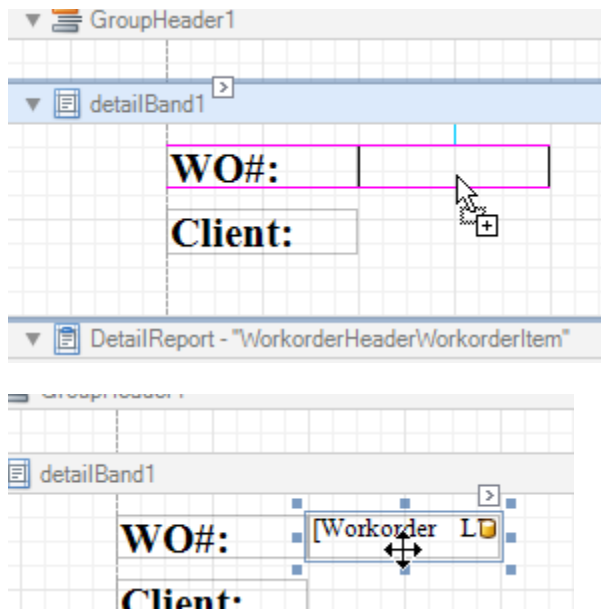 GroupHeader1
detailBand1
WO#:
Client:
DetailReport - "WorkorderHeaderWorkorderItem"
detailBand1
WO#:
[Workorder L
Client: